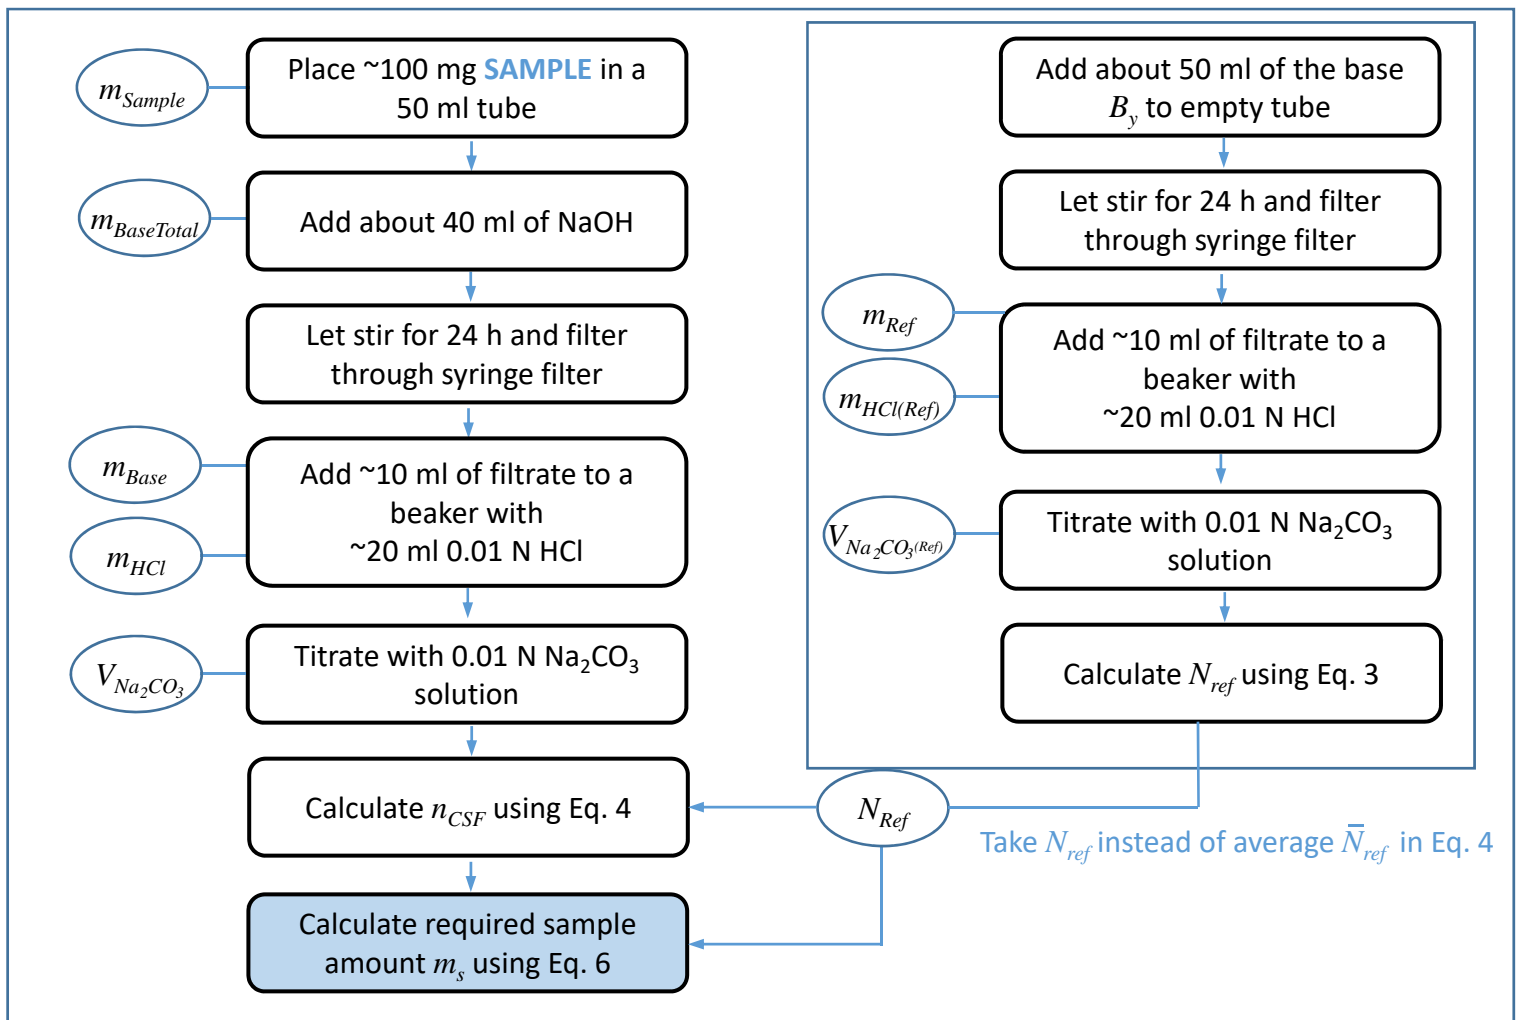 Place ~100 mg SAMPLE in a
50 ml tube
m_Sample
Add about 40 ml of NaOH
m_BaseTotal
Let stir for 24 h and filter
through syringe filter
Add ~10 ml of filtrate to a
beaker with
~20 ml 0.01 N HCl
m_Base
m_HCl
Titrate with 0.01 N Na₂CO₃
solution
V_Na₂CO₃
Calculate n_CSF using Eq. 4
Calculate required sample
amount m_s using Eq. 6
Add about 50 ml of the base
B_y to empty tube
Let stir for 24 h and filter
through syringe filter
m_Ref
m_HCl(Ref)
Add ~10 ml of filtrate to a
beaker with
~20 ml 0.01 N HCl
V_Na₂CO₃(Ref)
Titrate with 0.01 N Na₂CO₃
solution
Calculate N_ref using Eq. 3
N_Ref
Take N_ref instead of average N̄_ref in Eq. 4